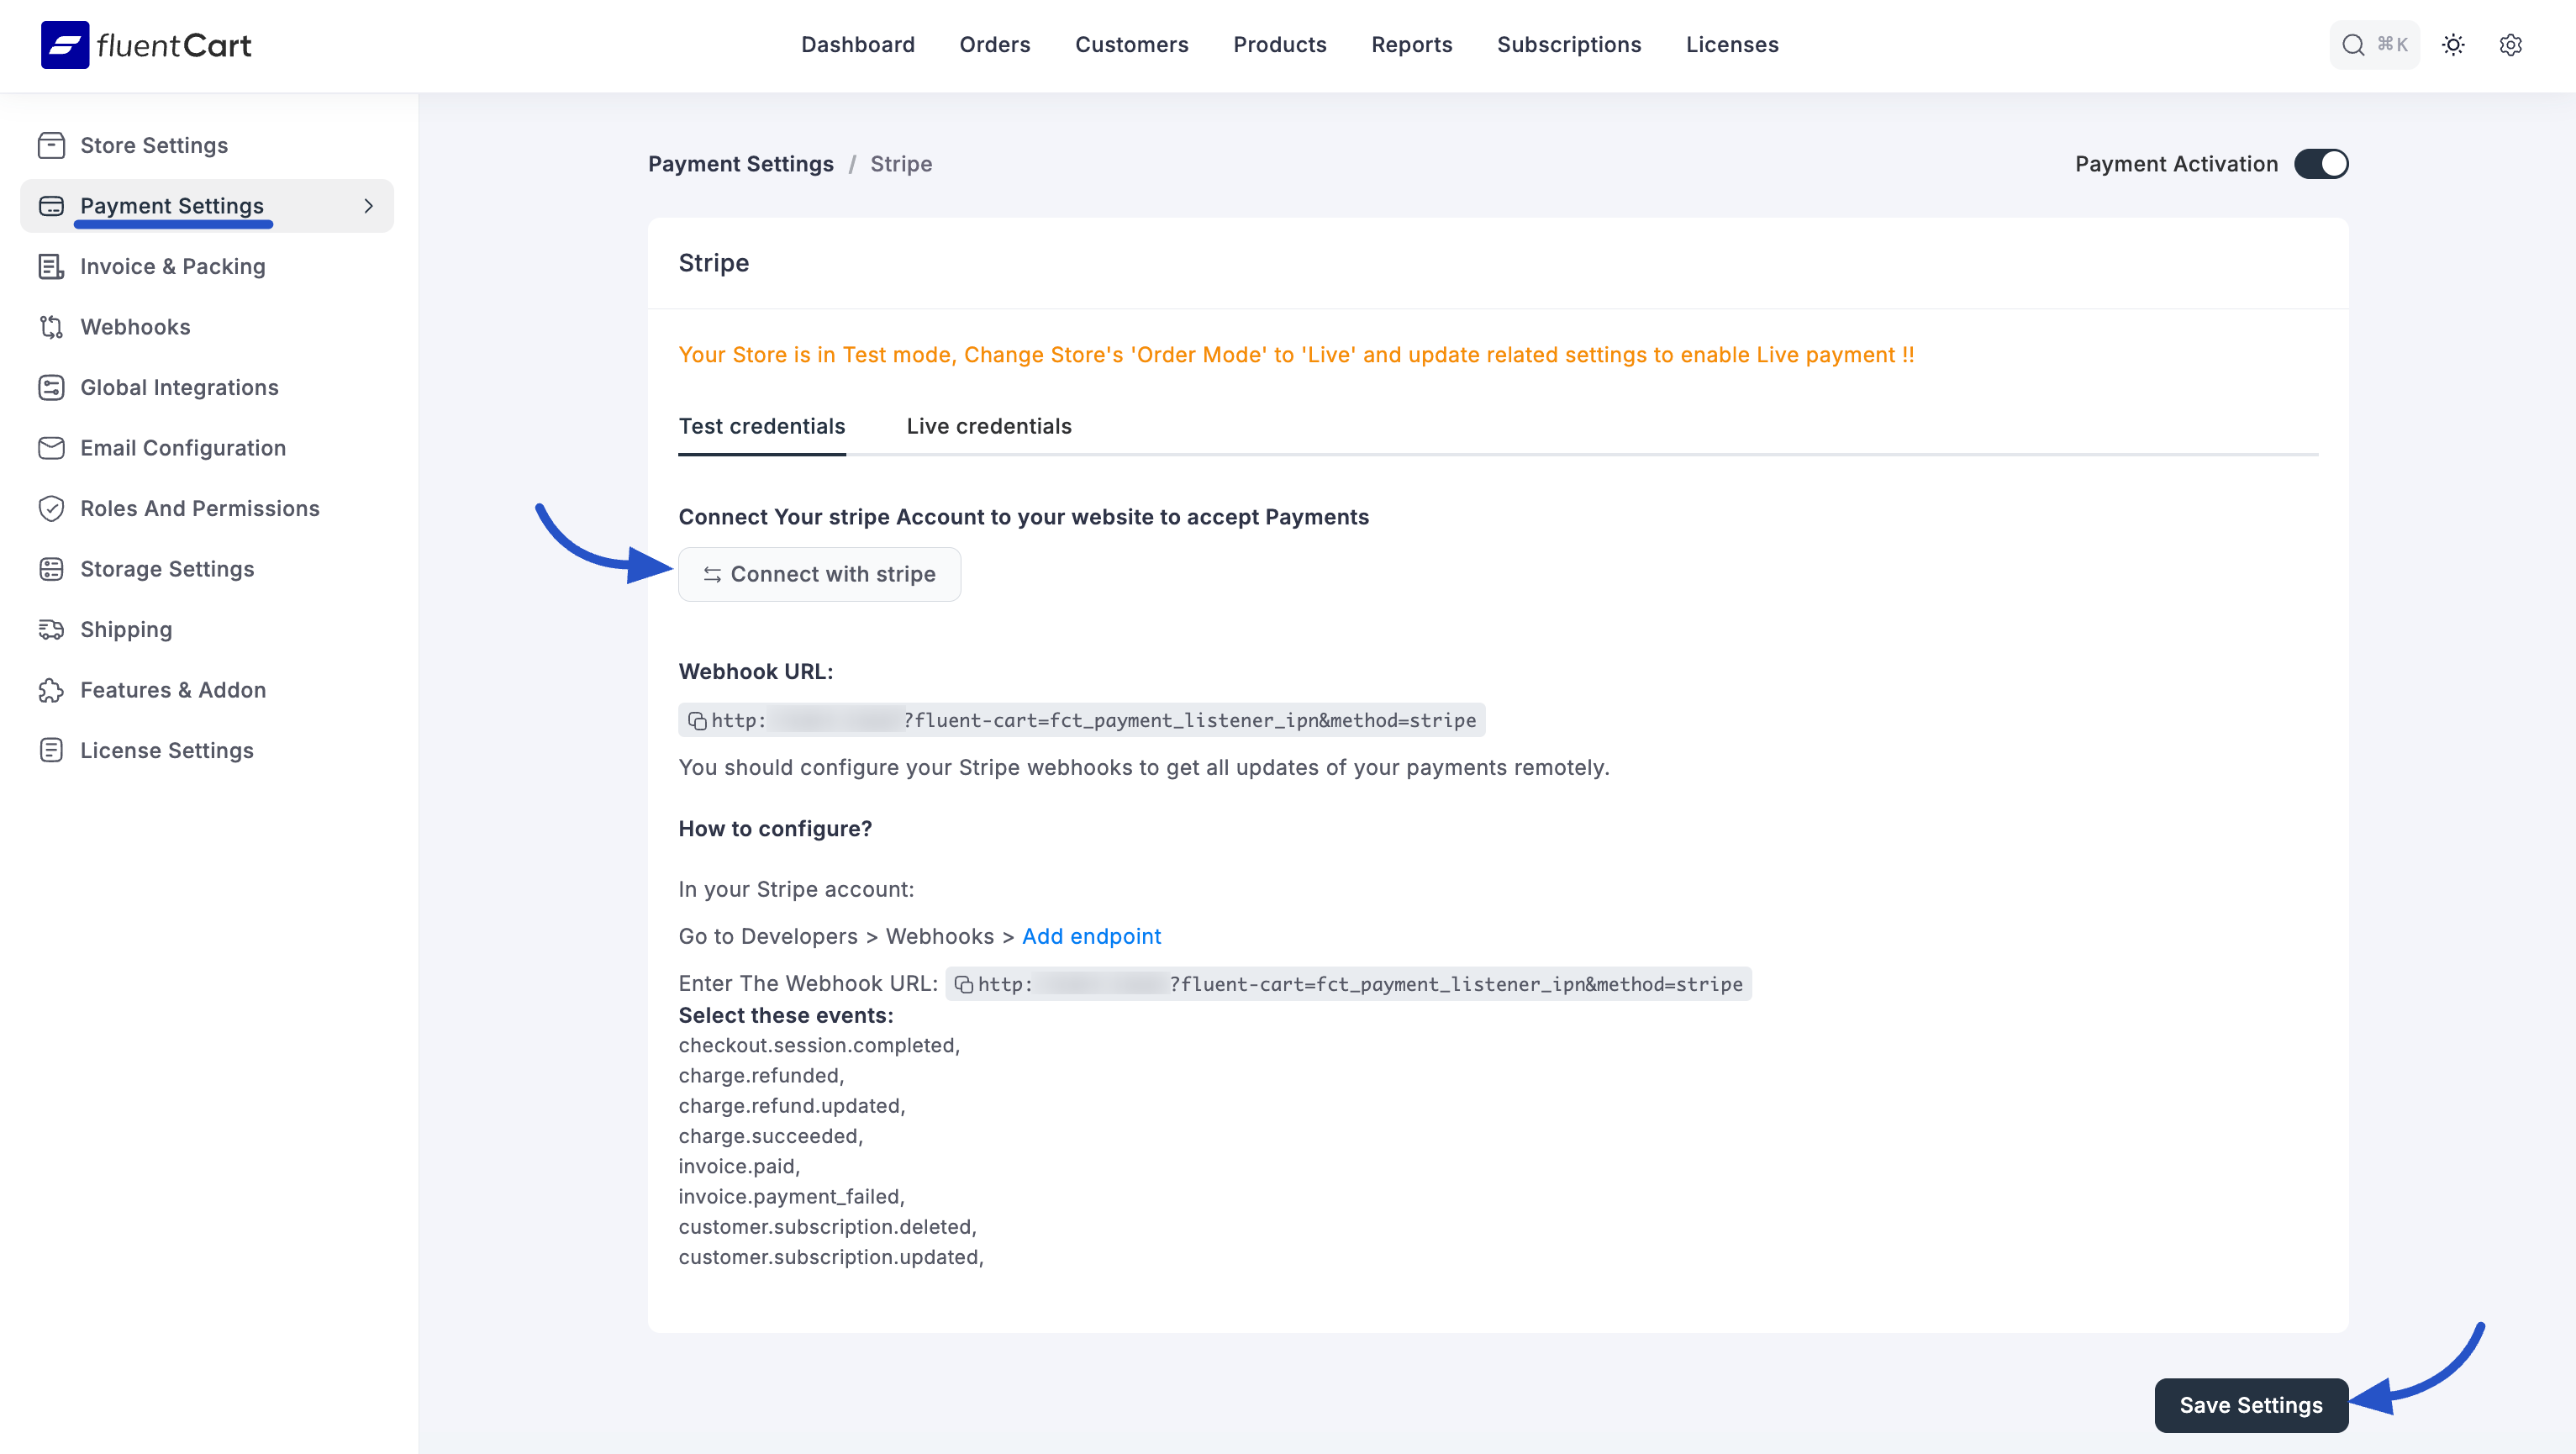 fluentCart
Dashboard Orders Customers Products Reports Subscriptions Licenses
⌘K
Store Settings
Payment Settings
Invoice & Packing
Webhooks
Global Integrations
Email Configuration
Roles And Permissions
Storage Settings
Shipping
Features & Addon
License Settings
Payment Settings / Stripe
Payment Activation
Stripe
Your Store is in Test mode, Change Store's 'Order Mode' to 'Live' and update related settings to enable Live payment !!
Test credentials Live credentials
Connect Your stripe Account to your website to accept Payments
Connect with stripe
Webhook URL:
http: ?fluent-cart=fct_payment_listener_ipn&method=stripe
You should configure your Stripe webhooks to get all updates of your payments remotely.
How to configure?
In your Stripe account:
Go to Developers > Webhooks > Add endpoint
Enter The Webhook URL: http: ?fluent-cart=fct_payment_listener_ipn&method=stripe
Select these events:
checkout.session.completed,
charge.refunded,
charge.refund.updated,
charge.succeeded,
invoice.paid,
invoice.payment_failed,
customer.subscription.deleted,
customer.subscription.updated,
Save Settings